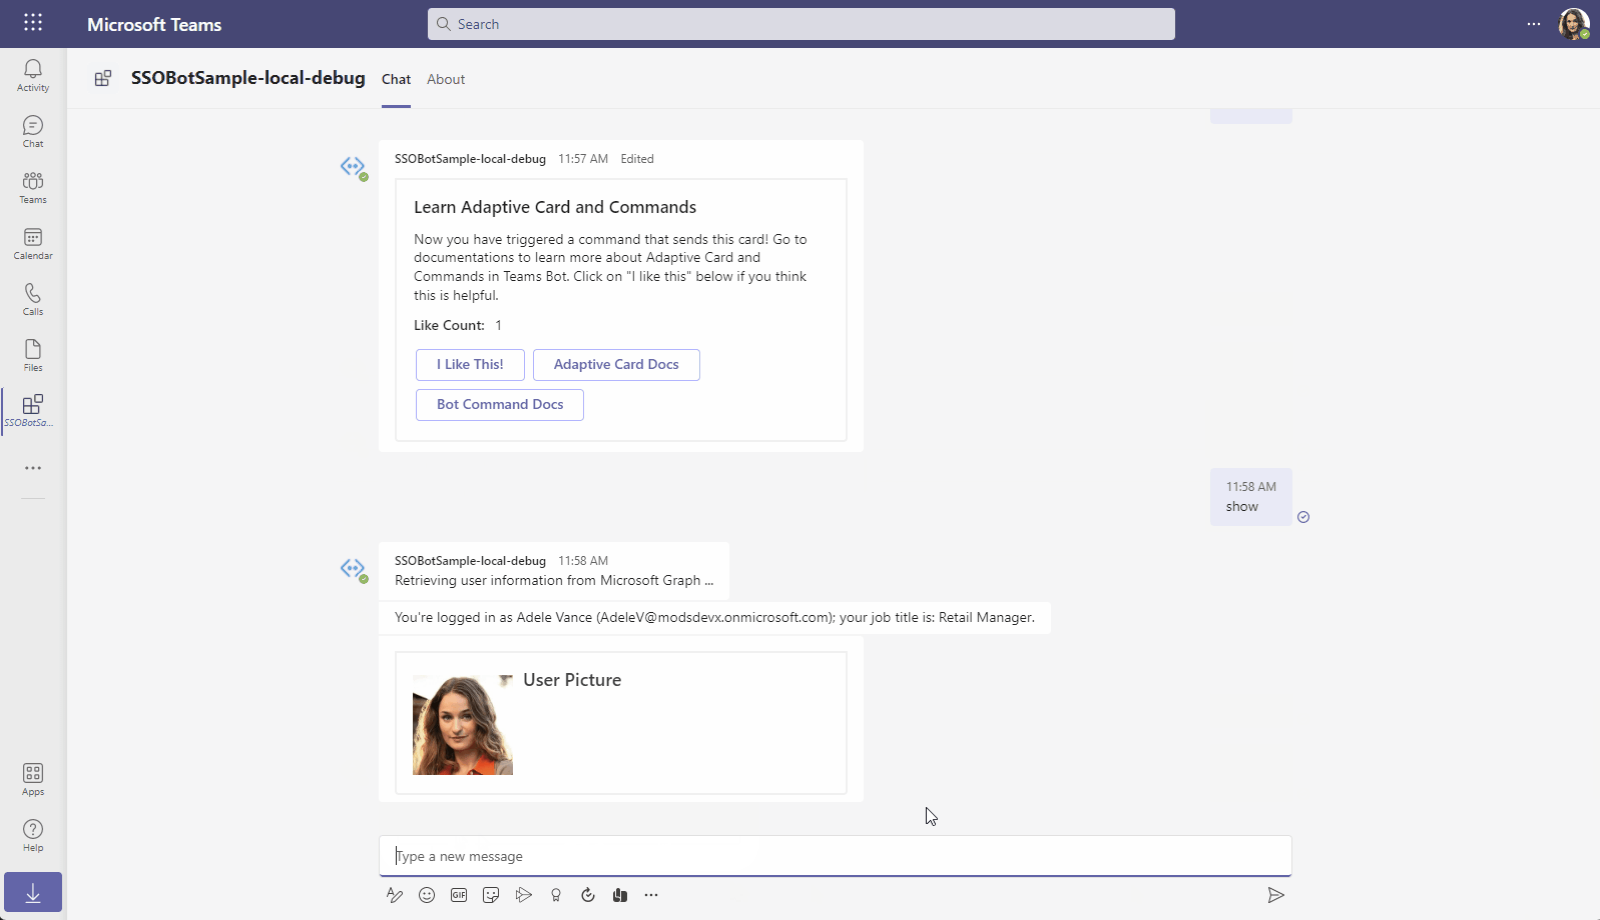 Microsoft Teams
Search
Activity
Chat
Teams
Calendar
Calls
Files
SSOBotSa...
Apps
Help
SSOBotSample-local-debug
Chat
About
SSOBotSample-local-debug 11:57 AM Edited
Learn Adaptive Card and Commands
Now you have triggered a command that sends this card! Go to
documentations to learn more about Adaptive Card and
Commands in Teams Bot. Click on "I like this" below if you think
this is helpful.
Like Count: 1
I Like This!
Adaptive Card Docs
Bot Command Docs
11:58 AM
show
SSOBotSample-local-debug 11:58 AM
Retrieving user information from Microsoft Graph ...
You're logged in as Adele Vance (AdeleV@modsdevx.onmicrosoft.com); your job title is: Retail Manager.
User Picture
Type a new message
GIF